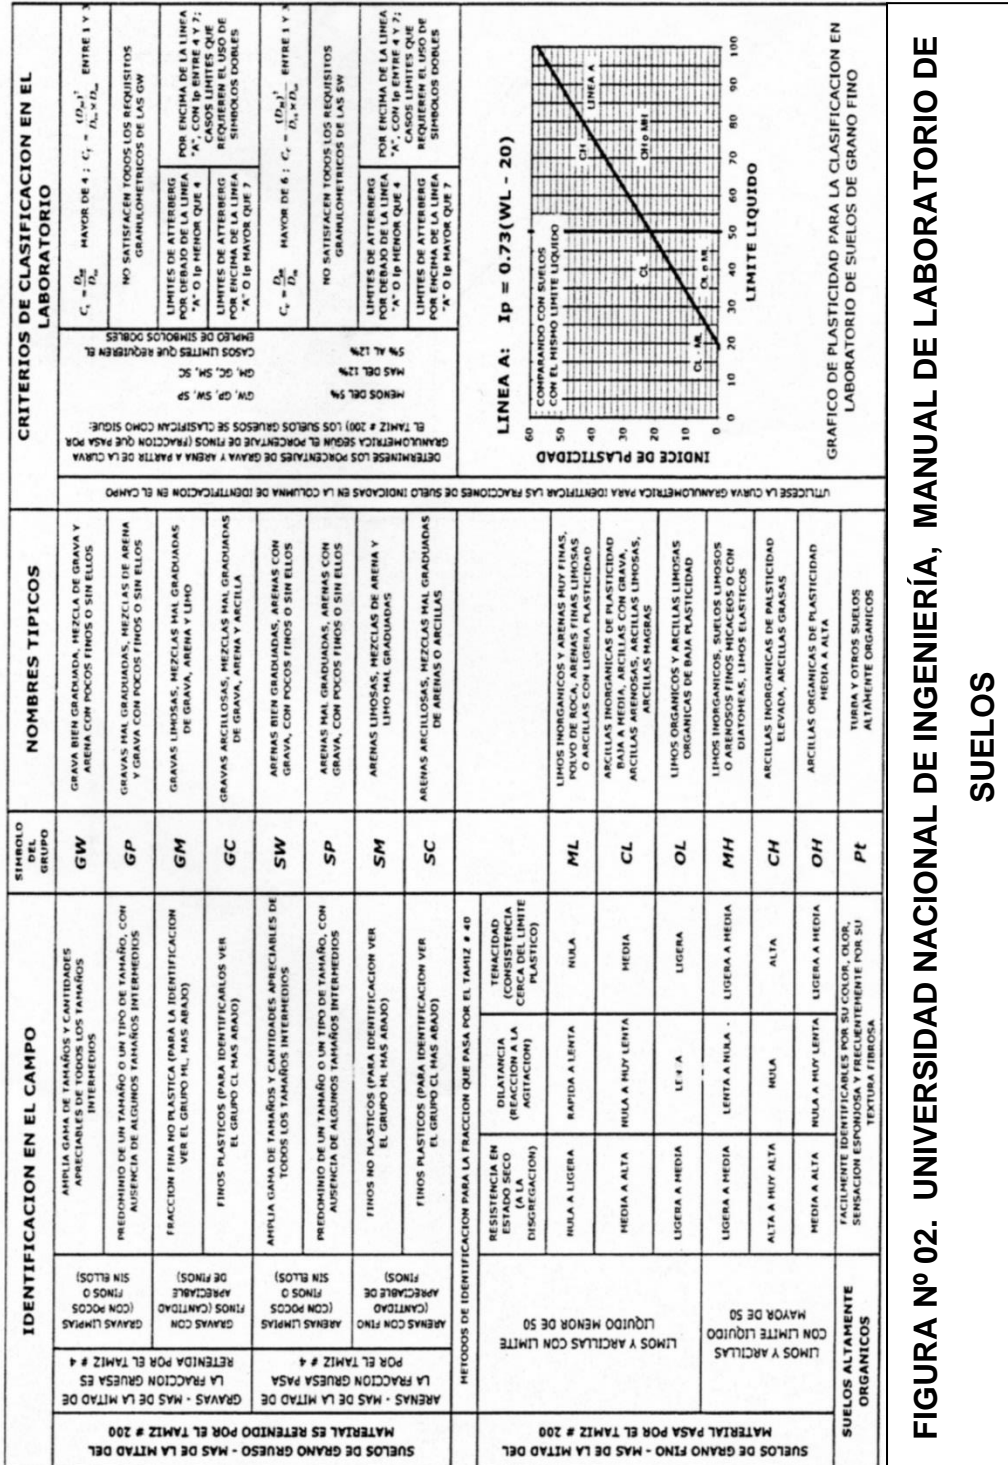 IDENTIFICACION EN EL CAMPO
SIMBOLO
DEL
GRUPO
NOMBRES TIPICOS
CRITERIOS DE CLASIFICACION EN EL
LABORATORIO
SUELOS DE GRANO GRUESO - MAS DE LA MITAD DEL
MATERIAL ES RETENIDO POR EL TAMIZ # 200
GRAVAS - MAS DE LA MITAD DE
LA FRACCION GRUESA ES
RETENIDA POR EL TAMIZ # 4
GRAVAS LIMPIAS
(CON POCOS
FINOS O
SIN ELLOS)
AMPLIA GAMA DE TAMAÑOS Y CANTIDADES
APRECIABLES DE TODOS LOS TAMAÑOS
INTERMEDIOS
GW
GRAVA BIEN GRADUADA, MEZCLA DE GRAVA Y
ARENA CON POCOS FINOS O SIN ELLOS
PREDOMINIO DE UN TAMAÑO O UN TIPO DE TAMAÑO, CON
AUSENCIA DE ALGUNOS TAMAÑOS INTERMEDIOS
GP
GRAVAS MAL GRADUADAS, MEZCLAS DE ARENA
Y GRAVA CON POCOS FINOS O SIN ELLOS
GRAVAS CON
FINOS (CANTIDAD
APRECIABLE
DE FINOS)
FRACCION FINA NO PLASTICA (PARA LA IDENTIFICACION
VER EL GRUPO ML, MAS ABAJO)
GM
GRAVAS LIMOSAS, MEZCLAS MAL GRADUADAS
DE GRAVA, ARENA Y LIMO
FINOS PLASTICOS (PARA IDENTIFICARLOS VER
EL GRUPO CL MAS ABAJO)
GC
GRAVAS ARCILLOSAS, MEZCLAS MAL GRADUADAS
DE GRAVA, ARENA Y ARCILLA
ARENAS - MAS DE LA MITAD DE
LA FRACCION GRUESA PASA
POR EL TAMIZ # 4
ARENAS LIMPIAS
(CON POCOS
FINOS O
SIN ELLOS)
AMPLIA GAMA DE TAMAÑOS Y CANTIDADES APRECIABLES DE
TODOS LOS TAMAÑOS INTERMEDIOS
SW
ARENAS BIEN GRADUADAS, ARENAS CON
GRAVA, CON POCOS FINOS O SIN ELLOS
PREDOMINIO DE UN TAMAÑO O UN TIPO DE TAMAÑO, CON
AUSENCIA DE ALGUNOS TAMAÑOS INTERMEDIOS
SP
ARENAS MAL GRADUADAS, ARENAS CON
GRAVA, CON POCOS FINOS O SIN ELLOS
ARENAS CON FINO
(CANTIDAD
APRECIABLE DE
FINOS)
FINOS NO PLASTICOS (PARA IDENTIFICACION VER
EL GRUPO ML, MAS ABAJO)
SM
ARENAS LIMOSAS, MEZCLAS DE ARENA Y
LIMO MAL GRADUADAS
FINOS PLASTICOS (PARA IDENTIFICACION VER
EL GRUPO CL MAS ABAJO)
SC
ARENAS ARCILLOSAS, MEZCLAS MAL GRADUADAS
DE ARENAS O ARCILLAS
UTILICESE LA CURVA GRANULOMETRICA PARA IDENTIFICAR LAS FRACCIONES DE SUELO INDICADAS EN LA COLUMNA DE IDENTIFICACION EN EL CAMPO
DETERMINESE LOS PORCENTAJES DE GRAVA Y ARENA A PARTIR DE LA CURVA
GRANULOMETRICA SEGUN EL PORCENTAJE DE FINOS (FRACCION QUE PASA POR
EL TAMIZ # 200) LOS SUELOS GRUESOS SE CLASIFICAN COMO SIGUE:
MENOS DEL 5% GW, GP, SW, SP
MAS DEL 12% GM, GC, SM, SC
5% AL 12% CASOS LIMITES QUE REQUIEREN EL
EMPLEO DE SIMBOLOS DOBLES
MAYOR DE 4 ; ENTRE 1 Y 3
NO SATISFACEN TODOS LOS REQUISITOS
GRANULOMETRICOS DE LAS GW
LIMITES DE ATTERBERG
POR DEBAJO DE LA LINEA
"A" O Ip MENOR QUE 4
LIMITES DE ATTERBERG
POR ENCIMA DE LA LINEA
"A" O Ip MAYOR QUE 7
POR ENCIMA DE LA LINEA
"A", CON Ip ENTRE 4 Y 7;
CASOS LIMITES QUE
REQUIEREN EL USO DE
SIMBOLOS DOBLES
MAYOR DE 6 ; ENTRE 1 Y 3
NO SATISFACEN TODOS LOS REQUISITOS
GRANULOMETRICOS DE LAS SW
LIMITES DE ATTERBERG
POR DEBAJO DE LA LINEA
"A" O Ip MENOR QUE 4
LIMITES DE ATTERBERG
POR ENCIMA DE LA LINEA
"A" O Ip MAYOR QUE 7
POR ENCIMA DE LA LINEA
"A", CON Ip ENTRE 4 Y 7;
CASOS LIMITES QUE
REQUIEREN EL USO DE
SIMBOLOS DOBLES
METODOS DE IDENTIFICACION PARA LA FRACCION QUE PASA POR EL TAMIZ # 40
SUELOS DE GRANO FINO - MAS DE LA MITAD DEL
MATERIAL PASA POR EL TAMIZ # 200
RESISTENCIA EN
ESTADO SECO
(A LA
DISGREGACION)
DILATANCIA
(REACCION A LA
AGITACION)
TENACIDAD
(CONSISTENCIA
CERCA DEL LIMITE
PLASTICO)
LIMOS Y ARCILLAS CON LIMITE
LIQUIDO MENOR DE 50
NULA A LIGERA
RAPIDA A LENTA
NULA
ML
LIMOS INORGANICOS Y ARENAS MUY FINAS,
POLVO DE ROCA, ARENAS FINAS LIMOSAS
O ARCILLAS CON LIGERA PLASTICIDAD
MEDIA A ALTA
NULA A MUY LENTA
MEDIA
CL
ARCILLAS INORGANICAS DE PLASTICIDAD
BAJA A MEDIA, ARCILLAS CON GRAVA,
ARCILLAS ARENOSAS, ARCILLAS LIMOSAS,
ARCILLAS MAGRAS
LIGERA A MEDIA
LIGERA
OL
LIMOS ORGANICOS Y ARCILLAS LIMOSAS
ORGANICAS DE BAJA PLASTICIDAD
LIMOS Y ARCILLAS
CON LIMITE LIQUIDO
MAYOR DE 50
LIGERA A MEDIA
LENTA A NULA -
LIGERA A MEDIA
MH
LIMOS INORGANICOS, SUELOS LIMOSOS
O ARENOSOS FINOS MICACEOS O CON
DIATOMEAS, LIMOS ELASTICOS
ALTA A MUY ALTA
NULA
ALTA
CH
ARCILLAS INORGANICAS DE PALSTICIDAD
ELEVADA, ARCILLAS GRASAS
MEDIA A ALTA
NULA A MUY LENTA
LIGERA A MEDIA
OH
ARCILLAS ORGANICAS DE PLASTICIDAD
MEDIA A ALTA
SUELOS ALTAMENTE
ORGANICOS
FACILMENTE IDENTIFICABLES POR SU COLOR, OLOR,
SENSACION ESPONJOSA Y FRECUENTEMENTE POR SU
TEXTURA FIBROSA
Pt
TURBA Y OTROS SUELOS
ALTAMENTE ORGANICOS
LINEA A: Ip = 0.73(WL - 20)
INDICE DE PLASTICIDAD
60
50
40
30
20
10
0
COMPARANDO CON SUELOS
CON EL MISMO LIMITE LIQUIDO
CH
LINEA A
CL
OH o MH
CL - ML
OL o ML
0 10 20 30 40 50 60 70 80 90 100
LIMITE LIQUIDO
GRAFICO DE PLASTICIDAD PARA LA CLASIFICACION EN
LABORATORIO DE SUELOS DE GRANO FINO
FIGURA Nº 02. UNIVERSIDAD NACIONAL DE INGENIERÍA, MANUAL DE LABORATORIO DE
SUELOS